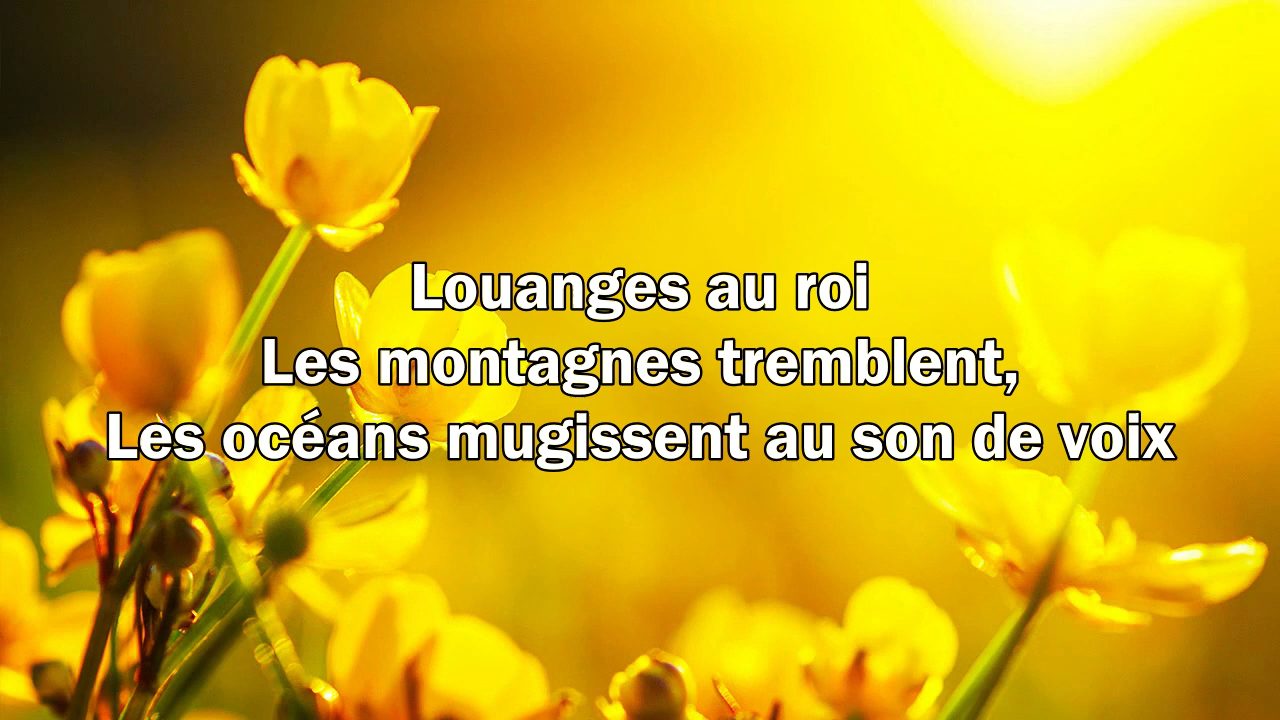 Louanges au roi
Les montagnes tremblent,
Les océans mugissent au son de voix